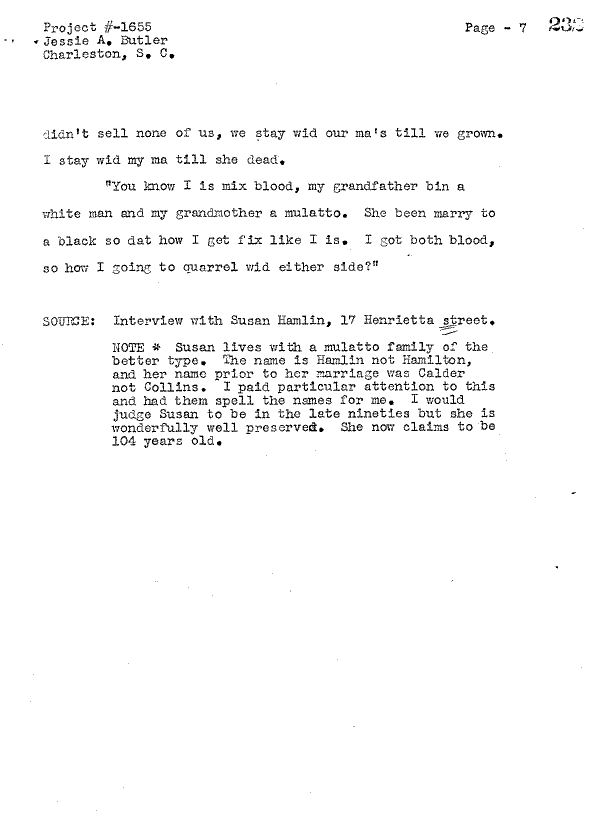 Project #-1655
Jessie A. Butler
Charleston, S. C.
Page - 7
didn't sell none of us, we stay wid our ma's till we grown.
I stay wid my ma till she dead.
"You know I is mix blood, my grandfather bin a
white man and my grandmother a mulatto. She been marry to
a black so dat how I get fix like I is. I got both blood,
so how I going to quarrel wid either side?"
SOURCE: Interview with Susan Hamlin, 17 Henrietta street.
NOTE * Susan lives with a mulatto family of the
better type. The name is Hamlin not Hamilton,
and her name prior to her marriage was Calder
not Collins. I paid particular attention to this
and had them spell the names for me. I would
judge Susan to be in the late nineties but she is
wonderfully well preserved. She now claims to be
104 years old.